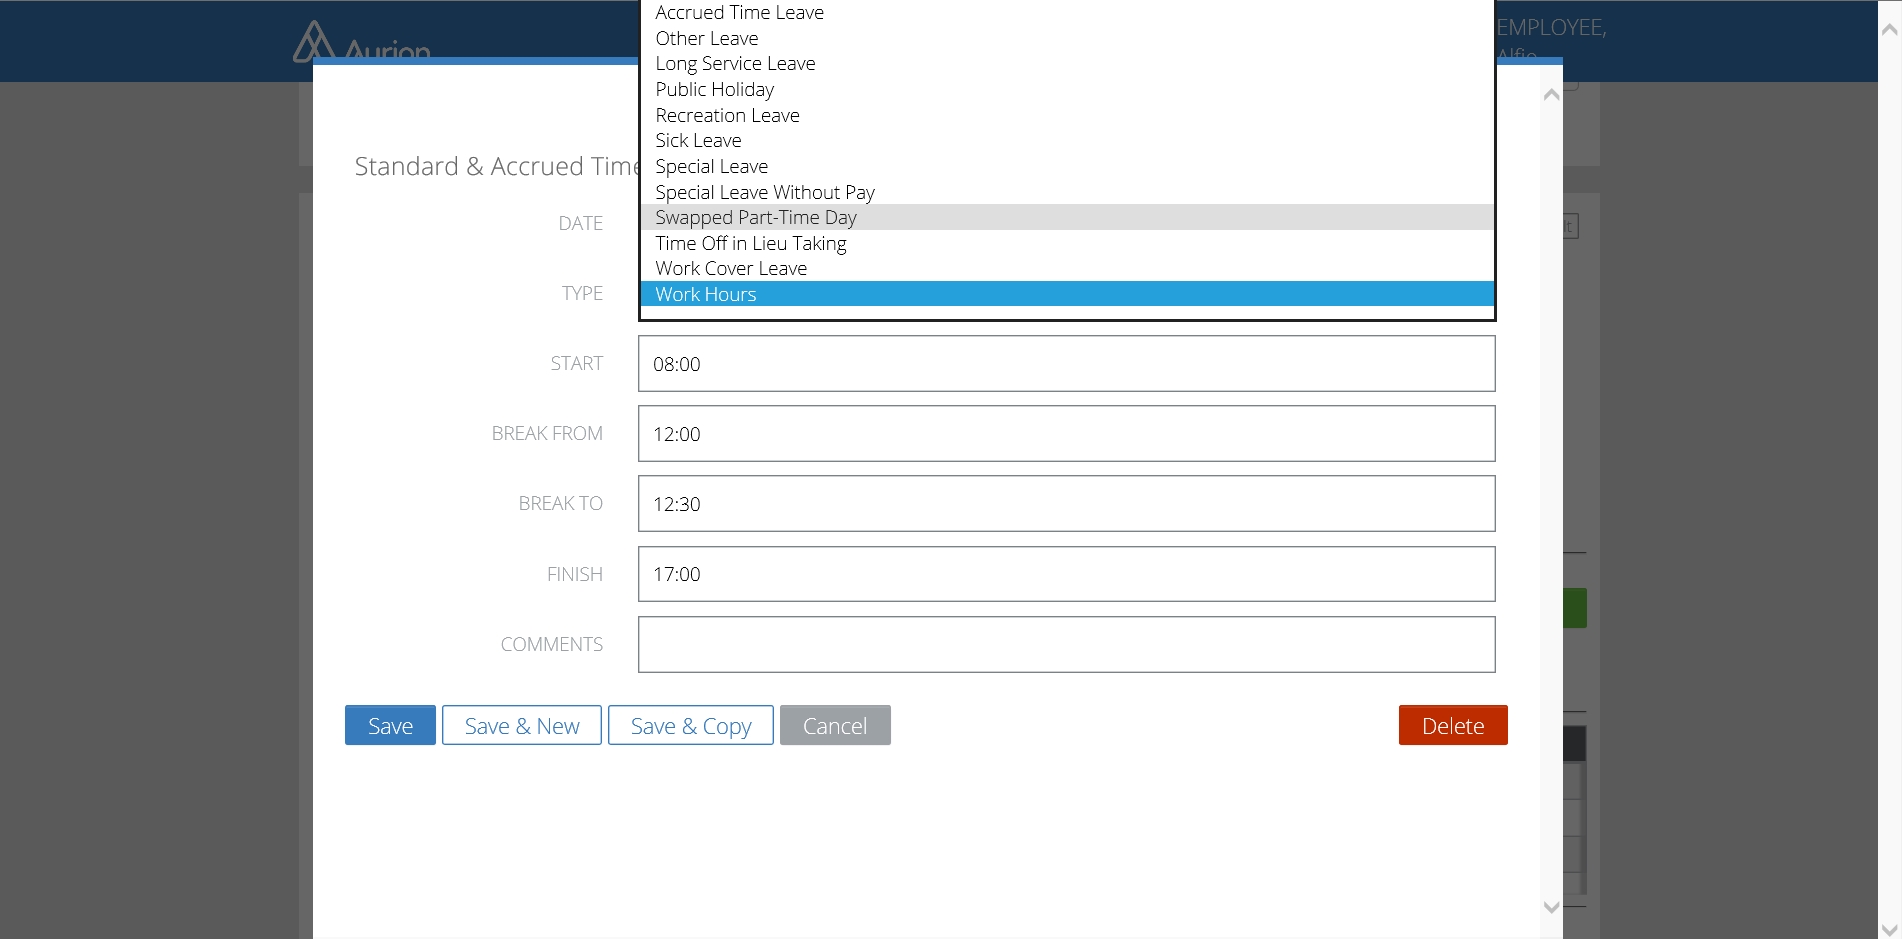 Aurion
EMPLOYEE,
Alfie
Accrued Time Leave
Other Leave
Long Service Leave
Public Holiday
Recreation Leave
Sick Leave
Special Leave
Special Leave Without Pay
Swapped Part-Time Day
Time Off in Lieu Taking
Work Cover Leave
Work Hours
Standard & Accrued Time
DATE
TYPE
START 08:00
BREAK FROM 12:00
BREAK TO 12:30
FINISH 17:00
COMMENTS
Save Save & New Save & Copy Cancel Delete